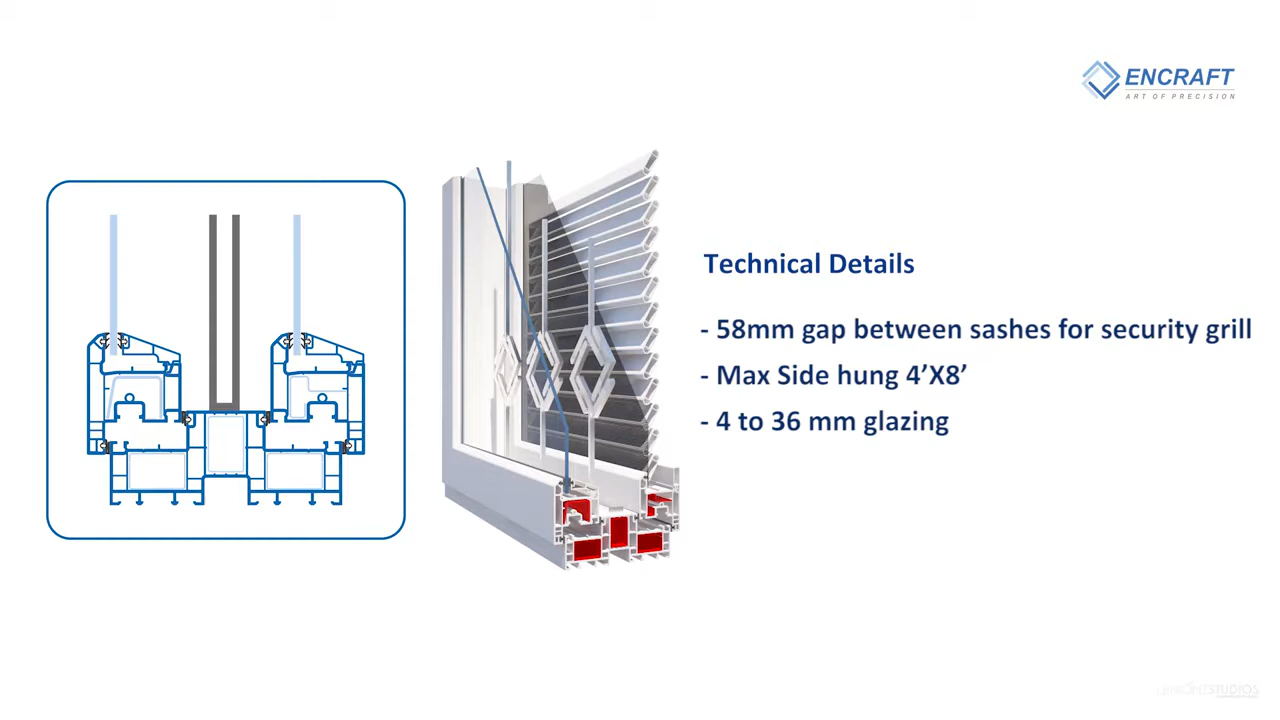 ENCRAFT
ART OF PRECISION
Technical Details
- 58mm gap between sashes for security grill
- Max Side hung 4’X8’
- 4 to 36 mm glazing